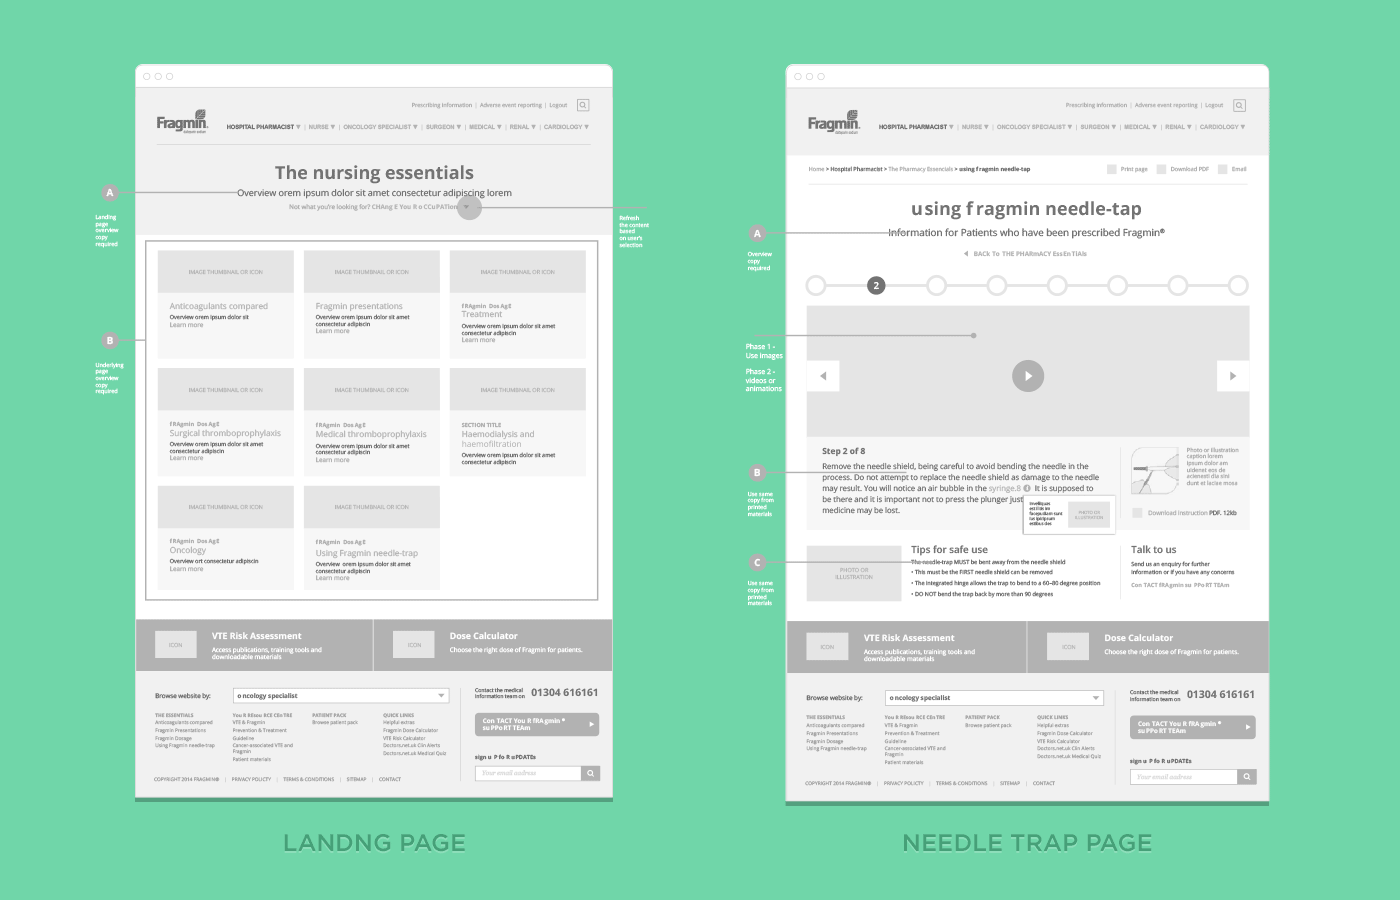 Prescribing information | Adverse event reporting | Logout
Fragmin
HOSPITAL PHARMACIST ▼ | NURSE ▼ | ONCOLOGY SPECIALIST ▼ | SURGEON ▼ | MEDICAL ▼ | RENAL ▼ | CARDIOLOGY ▼
The nursing essentials
A
Overview orem ipsum dolor sit amet consectetur adipiscing lorem
Not what you're looking for? CHAng E You R o CCuPATIon
Landing
page
overview
copy
required
Refresh
the content
based
on user's
selection
IMAGE THUMBNAIL OR ICON
Anticoagulants compared
Overview orem ipsum dolor sit
Learn more
IMAGE THUMBNAIL OR ICON
Fragmin presentations
Overview orem ipsum dolor sit amet
consectetur adipiscin
Learn more
IMAGE THUMBNAIL OR ICON
fRAgmin Dos AgE
Treatment
Overview orem ipsum dolor sit amet
consectetur adipiscin
Learn more
B
Underlying
page
overview
copy
required
IMAGE THUMBNAIL OR ICON
fRAgmin Dos AgE
Surgical thromboprophylaxis
Overview orem ipsum dolor sit amet
consectetur adipiscin
Learn more
IMAGE THUMBNAIL OR ICON
fRAgmin Dos AgE
Medical thromboprophylaxis
Overview orem ipsum dolor sit amet
consectetur adipiscin
Learn more
IMAGE THUMBNAIL OR ICON
SECTION TITLE
Haemodialysis and
haemofiltration
Overview orem ipsum dolor sit amet
consectetur adipiscin
IMAGE THUMBNAIL OR ICON
fRAgmin Dos AgE
Oncology
Overview ort consectetur adipiscin
Learn more
IMAGE THUMBNAIL OR ICON
fRAgmin Dos AgE
Using Fragmin needle-trap
Overview orem ipsum dolor sit amet
consectetur adipiscin
Learn more
ICON
VTE Risk Assessment
Access publications, training tools and
downloadable materials
ICON
Dose Calculator
Choose the right dose of Fragmin for patients.
Browse website by:
o ncology specialist
Contact the medical
information team on
01304 616161
THE ESSENTIALS
Anticoagulants compared
Fragmin Presentations
Fragmin Dosage
Using Fragmin needle-trap
You R REsou RCE CEnTRE
VTE & Fragmin
Prevention & Treatment
Guideline
Cancer-associated VTE and
Fragmin
Patient materials
PATIENT PACK
Browse patient pack
QUICK LINKS
Helpful extras
Fragmin Dose Calculator
VTE Risk Calculator
Doctors.net.uk Clin Alerts
Doctors.net.uk Medical Quiz
Con TACT You R fRA gmin ®
su PPo RT TEAm
sign u P fo R uPDATEs
Your email address
COPYRIGHT 2014 FRAGMIN® | PRIVACY POLICTY | TERMS & CONDITIONS | SITEMAP | CONTACT
LANDNG PAGE
Prescribing information | Adverse event reporting | Logout
Fragmin
HOSPITAL PHARMACIST ▼ | NURSE ▼ | ONCOLOGY SPECIALIST ▼ | SURGEON ▼ | MEDICAL ▼ | RENAL ▼ | CARDIOLOGY ▼
Home > Hospital Pharmacist > The Pharmacy Essencials > using fragmin needle-tap
Print page
Download PDF
Email
using f ragmin needle-tap
A
Information for Patients who have been prescribed Fragmin®
BACk To THE PHARmACY EssEnTIAls
Overview
copy
required
2
Phase 1 -
Use images
Phase 2 -
videos or
animations
Step 2 of 8
B
Remove the needle shield, being careful to avoid bending the needle in the
process. Do not attempt to replace the needle shield as damage to the needle
may result. You will notice an air bubble in the syringe.8 It is supposed to
be there and it is important not to press the plunger just
medicine may be lost.
Use same
copy from
printed
materials
PHOTO OR
ILLUSTRATION
Photo or illustration
caption lorem
ipsum dolor am
Download instruction PDF. 12kb
C
Use same
copy from
printed
materials
PHOTO OR
ILLUSTRATION
Tips for safe use
The needle-trap MUST be bent away from the needle shield
• This must be the FIRST needle shield can be removed
• The integrated hinge allows the trap to bend to a 60–80 degree position
• DO NOT bend the trap back by more than 90 degrees
Talk to us
Send us an enquiry for further
information or if you have any concerns
Con TACT fRAgmin su PPo RT TEAm
ICON
VTE Risk Assessment
Access publications, training tools and
downloadable materials
ICON
Dose Calculator
Choose the right dose of Fragmin for patients.
Browse website by:
o ncology specialist
Contact the medical
information team on
01304 616161
THE ESSENTIALS
Anticoagulants compared
Fragmin Presentations
Fragmin Dosage
Using Fragmin needle-trap
You R REsou RCE CEnTRE
VTE & Fragmin
Prevention & Treatment
Guideline
Cancer-associated VTE and
Fragmin
Patient materials
PATIENT PACK
Browse patient pack
QUICK LINKS
Helpful extras
Fragmin Dose Calculator
VTE Risk Calculator
Doctors.net.uk Clin Alerts
Doctors.net.uk Medical Quiz
Con TACT You R fRA gmin ®
su PPo RT TEAm
sign u P fo R uPDATEs
Your email address
COPYRIGHT 2014 FRAGMIN® | PRIVACY POLICTY | TERMS & CONDITIONS | SITEMAP | CONTACT
NEEDLE TRAP PAGE